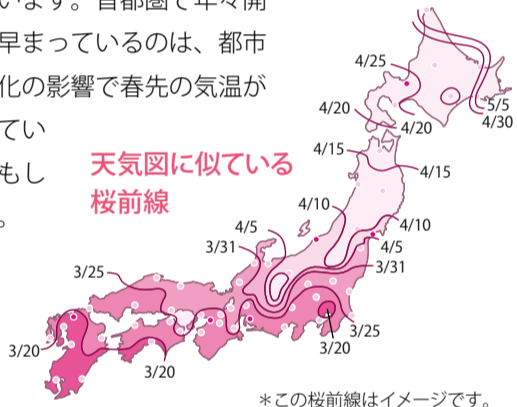 います。首都圏で年々開
早まっているのは、都市
化の影響で春先の気温が
てい
もし
。
天気図に似ている
桜前線
4/25
5/5
4/30
4/20
4/20
4/15
4/15
4/10
4/10
4/5
4/5
3/31
3/31
3/25
3/25
3/20
3/20
3/20
＊この桜前線はイメージです。